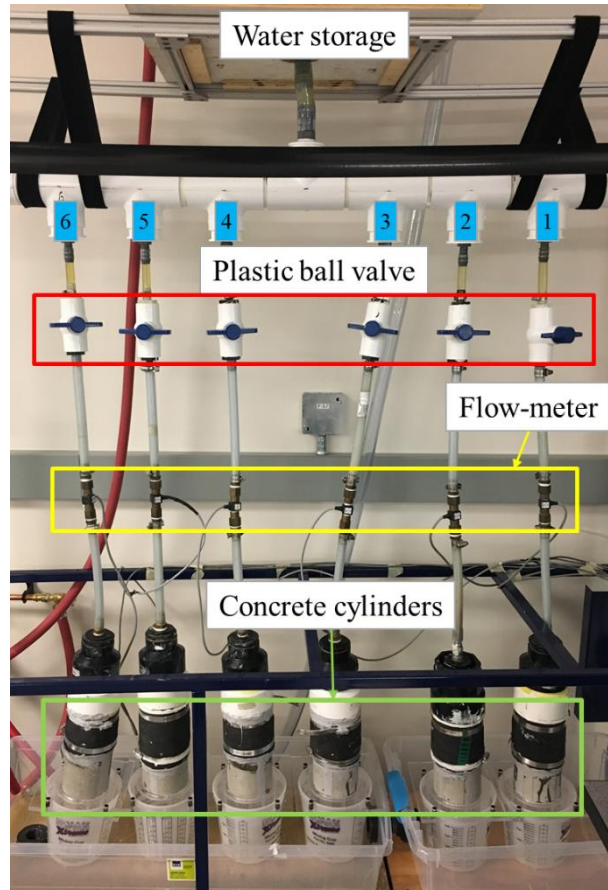 Water storage
6 5 4 3 2 1
Plastic ball valve
Flow-meter
Concrete cylinders